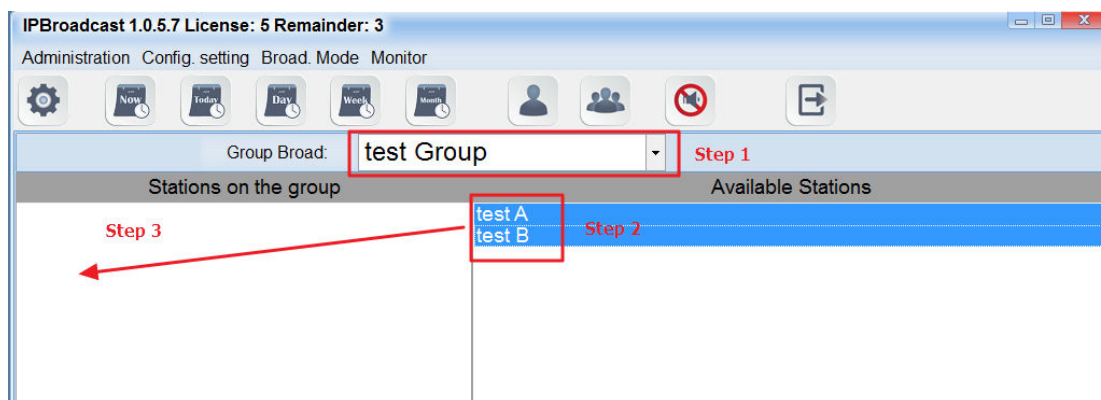 IPBroadcast 1.0.5.7 License: 5 Remainder: 3
Administration Config. setting Broad. Mode Monitor
Now Today Day Week Month
Group Broad: test Group Step 1
Stations on the group Available Stations
test A
Step 3 test B Step 2